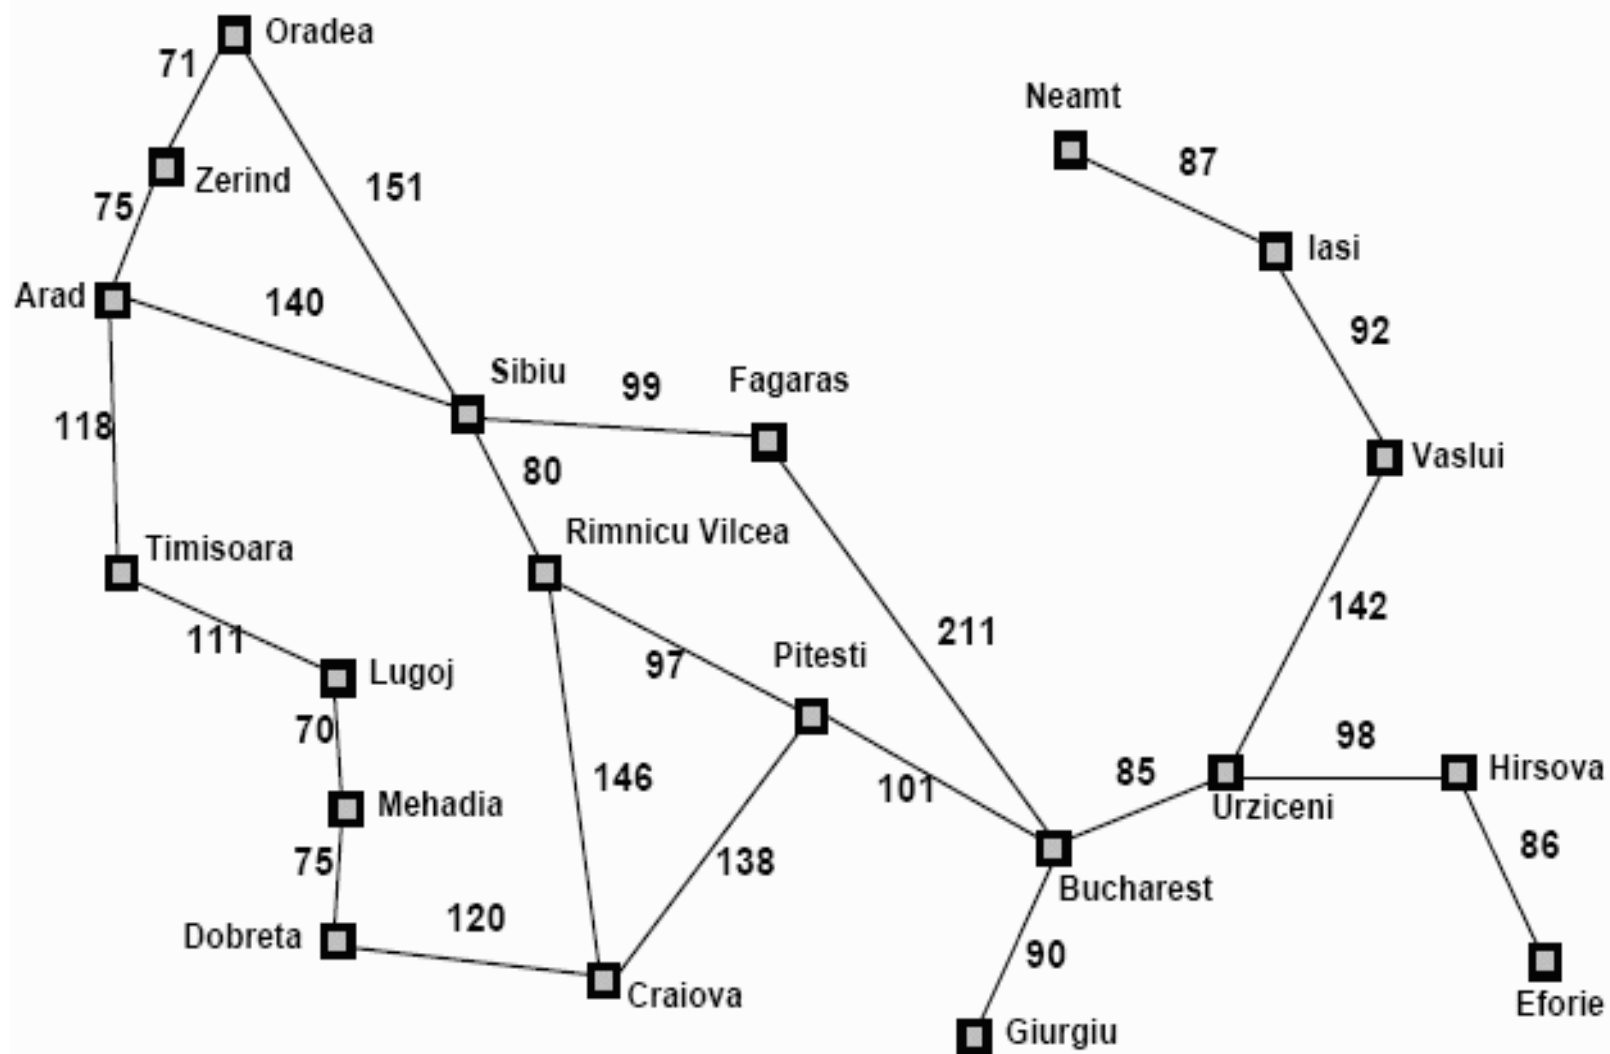 Oradea
71
Neamt
87
Zerind
151
75
Iasi
Arad
140
92
Sibiu
99
Fagaras
118
80
Vaslui
Rimnicu Vilcea
Timisoara
142
111
211
Lugoj
97
Pitesti
70
98
146
101
85
Hirsova
Mehadia
Urziceni
75
138
86
Bucharest
120
Dobreta
90
Craiova
Eforie
Giurgiu